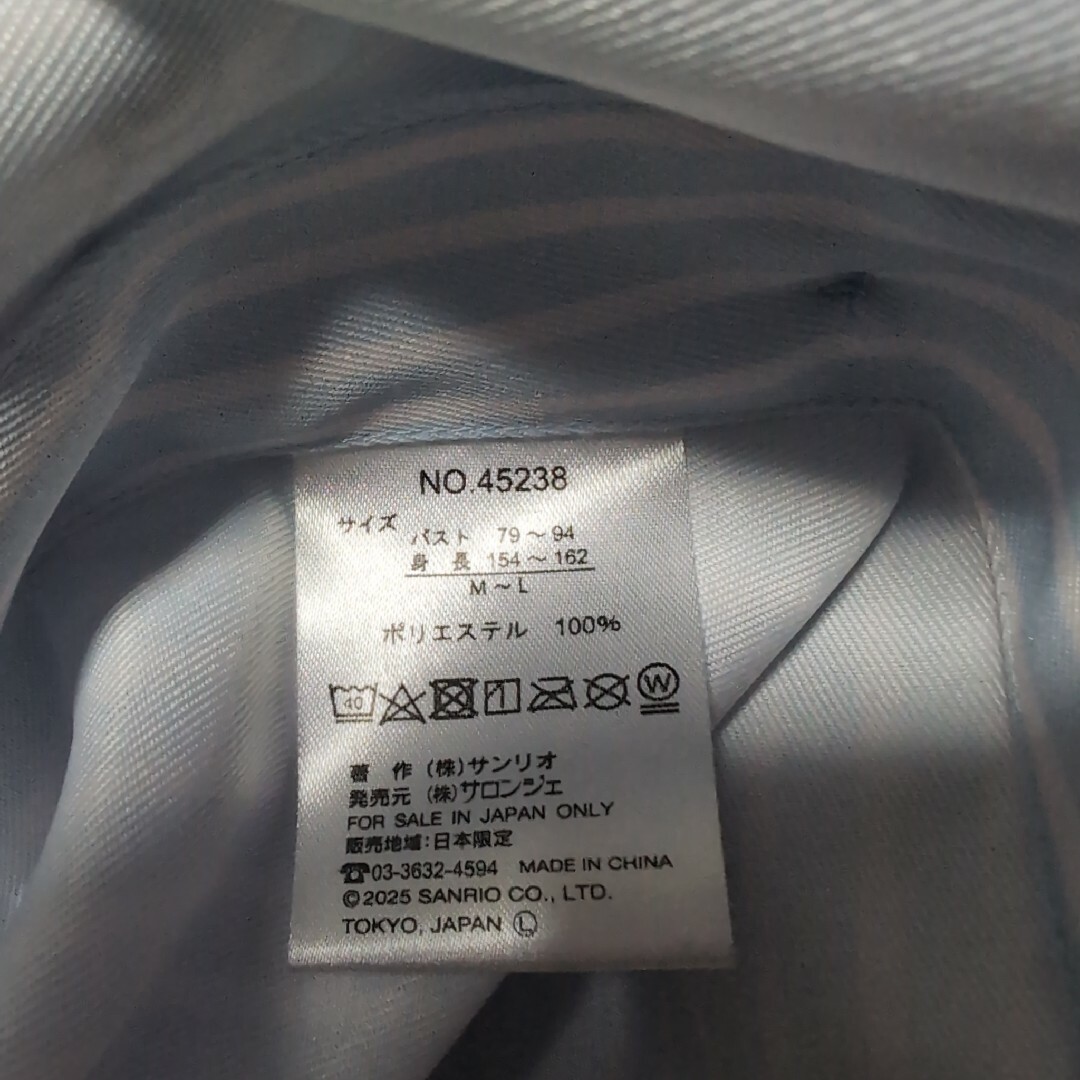 NO.45238
サイズ バスト 79～94
身 長 154～162
M～L
ポリエステル 100%
40
W
著 作 (株)サンリオ
発売元 (株)サロンジェ
FOR SALE IN JAPAN ONLY
販売地域:日本限定
☎03-3632-4594 MADE IN CHINA
©2025 SANRIO CO., LTD.
TOKYO, JAPAN Ⓛ